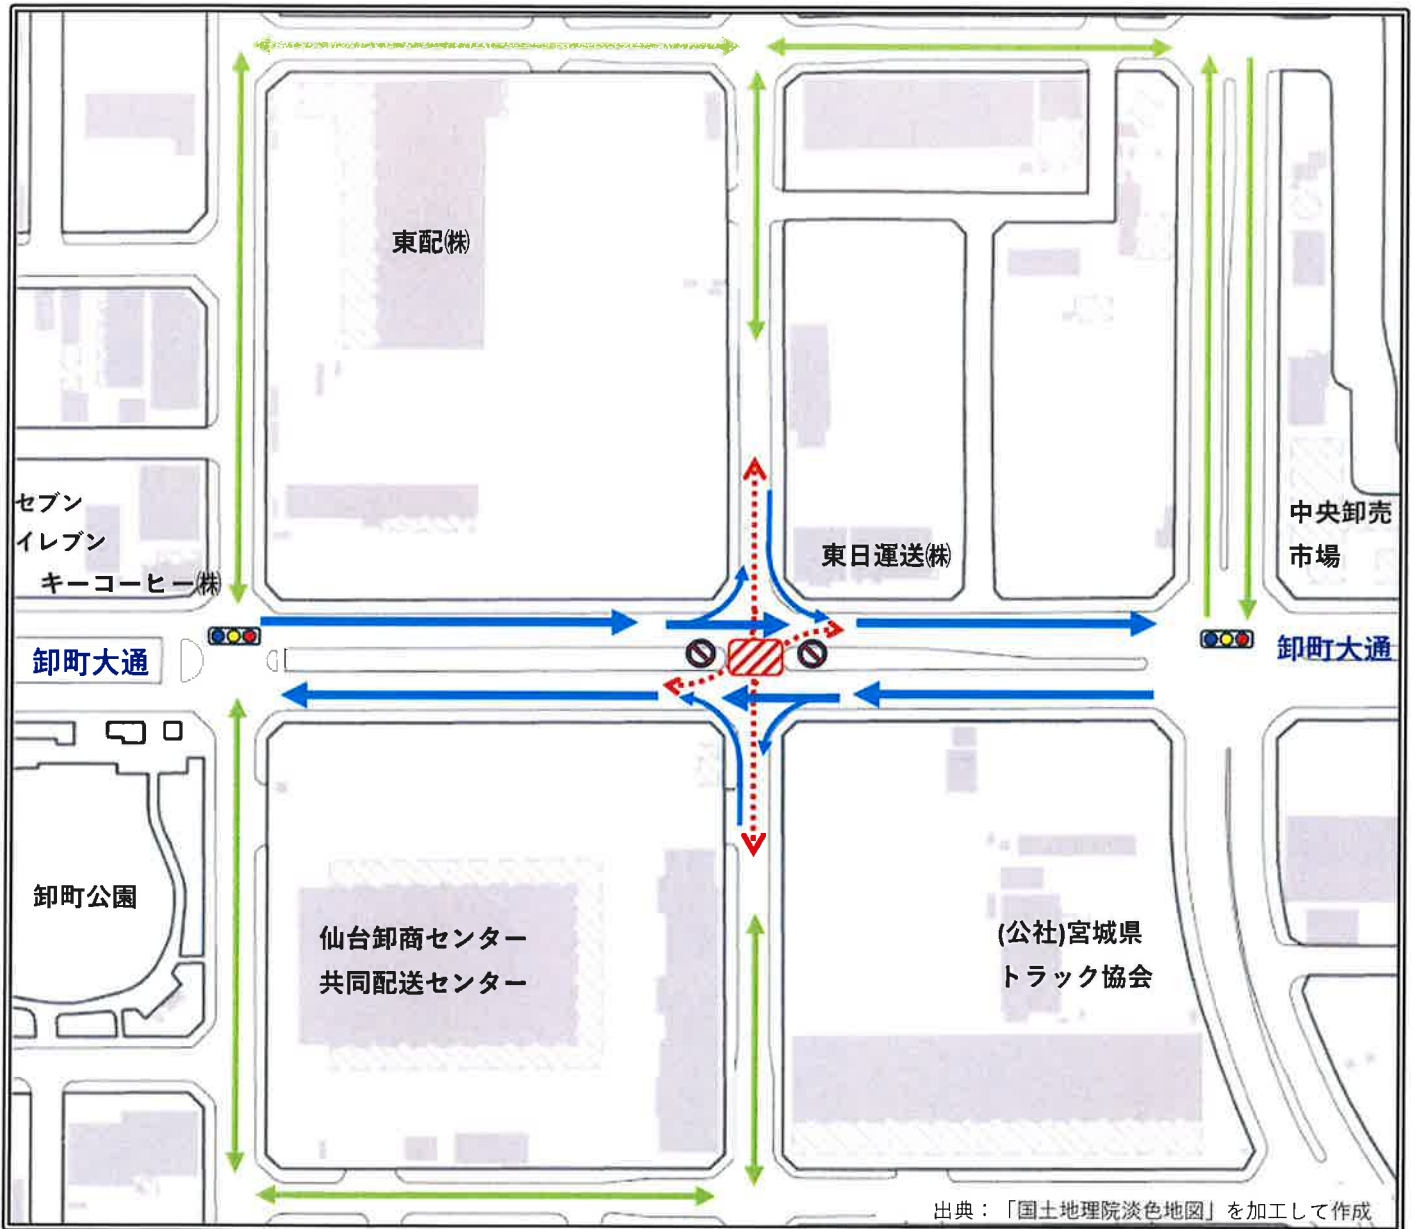 東配㈱
セブン
イレブン
キーコーヒー㈱
東日運送㈱
中央卸売
市場
卸町大通
卸町大通
卸町公園
仙台卸商センター
共同配送センター
(公社)宮城県
トラック協会
出典：「国土地理院淡色地図」を加工して作成